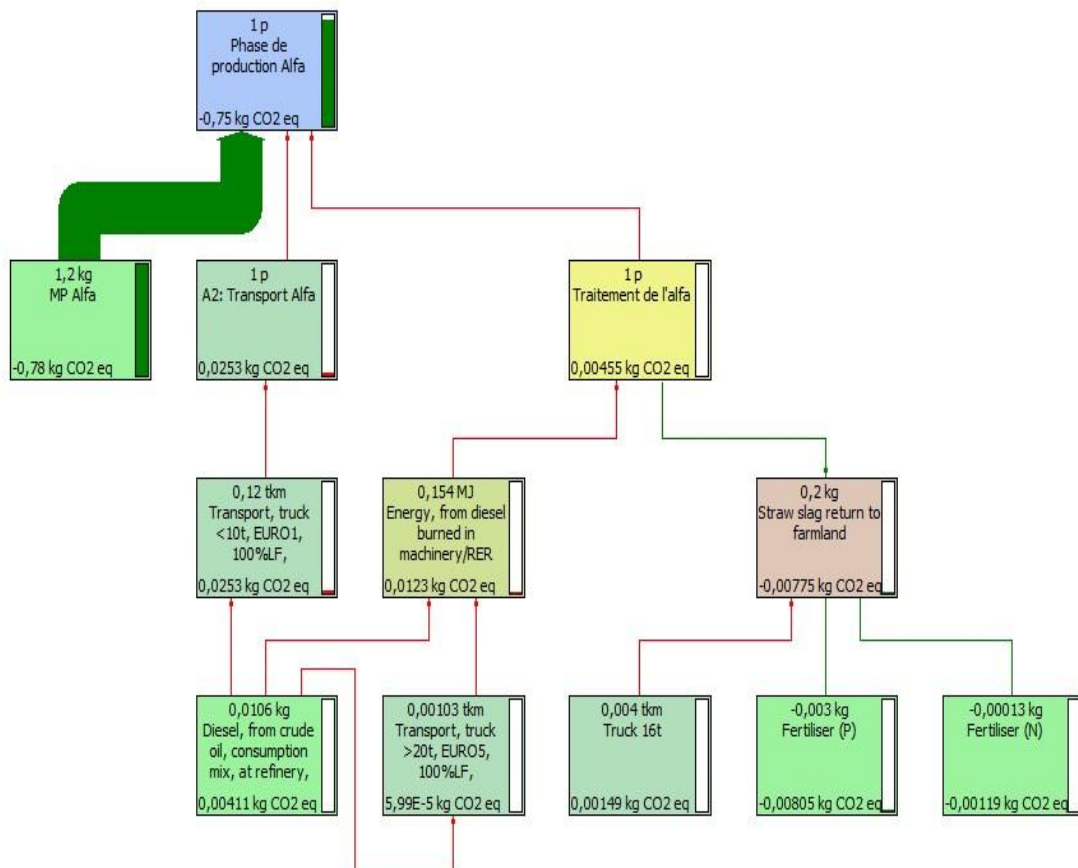 1 p
Phase de
production Alfa
-0,75 kg CO2 eq
1,2 kg
MP Alfa
-0,78 kg CO2 eq
1 p
A2: Transport Alfa
0,0253 kg CO2 eq
1 p
Traitement de l'alfa
0,00455 kg CO2 eq
0,12 tkm
Transport, truck
<10t, EURO1,
100%LF,
0,0253 kg CO2 eq
0,154 MJ
Energy, from diesel
burned in
machinery/RER
0,0123 kg CO2 eq
0,2 kg
Straw slag return to
farmland
-0,00775 kg CO2 eq
0,0106 kg
Diesel, from crude
oil, consumption
mix, at refinery,
0,00411 kg CO2 eq
0,00103 tkm
Transport, truck
>20t, EURO5,
100%LF,
5,99E-5 kg CO2 eq
0,004 tkm
Truck 16t
0,00149 kg CO2 eq
-0,003 kg
Fertiliser (P)
-0,00805 kg CO2 eq
-0,00013 kg
Fertiliser (N)
-0,00119 kg CO2 eq